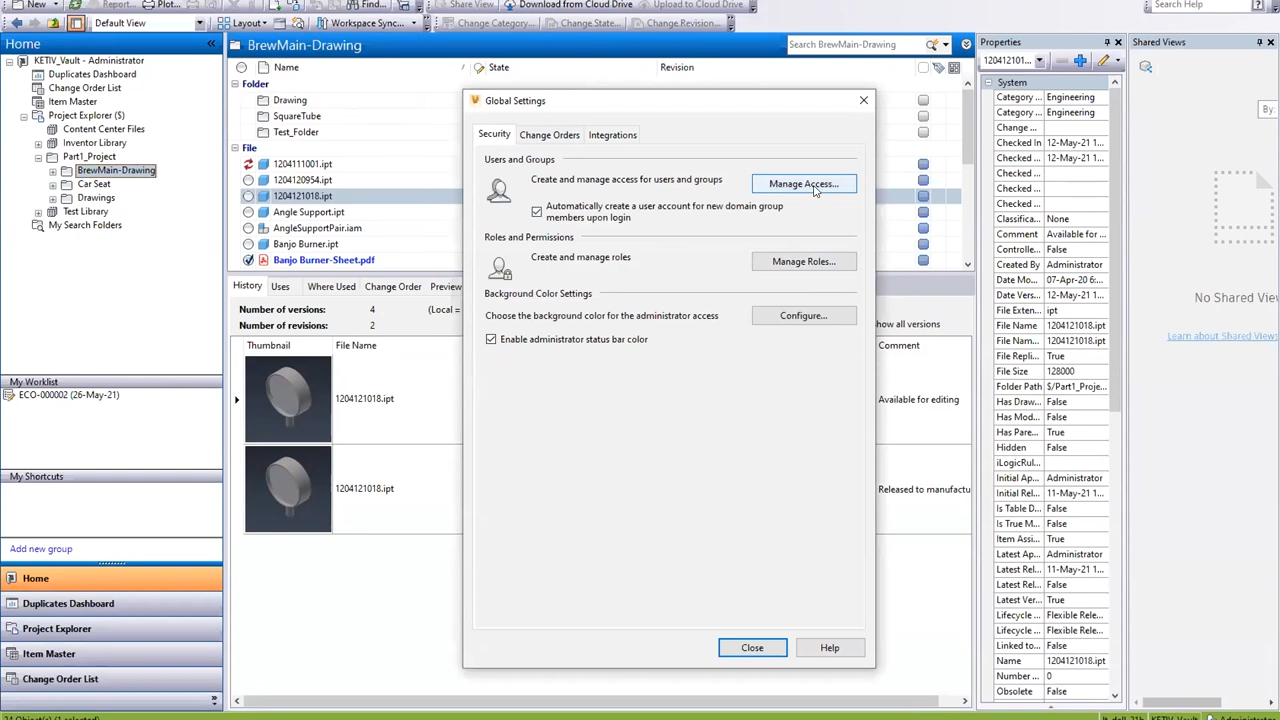 New
Report...
Plot...
Find...
Share View
Download from Cloud Drive
Upload to Cloud Drive
Search Help
Default View
Layout
Workspace Sync...
Change Category...
Change State...
Change Revision...
Home
KETIV_Vault - Administrator
Duplicates Dashboard
Change Order List
Item Master
Project Explorer ($)
Content Center Files
Inventor Library
Part1_Project
BrewMain-Drawing
Car Seat
Drawings
Test Library
My Search Folders
My Worklist
ECO-000002 (26-May-21)
My Shortcuts
Add new group
Home
Duplicates Dashboard
Project Explorer
Item Master
Change Order List
BrewMain-Drawing
Search BrewMain-Drawing
Name
State
Revision
Folder
Drawing
SquareTube
Test_Folder
File
1204111001.ipt
1204120954.ipt
1204121018.ipt
Angle Support.ipt
AngleSupportPair.iam
Banjo Burner.ipt
Banjo Burner-Sheet.pdf
History
Uses
Where Used
Change Order
Preview
Number of versions: 4 (Local =
Number of revisions: 2
how all versions
Thumbnail
File Name
Comment
1204121018.ipt
Available for editing
1204121018.ipt
Released to manufactu
Global Settings
Security
Change Orders
Integrations
Users and Groups
Create and manage access for users and groups
Manage Access...
Automatically create a user account for new domain group
members upon login
Roles and Permissions
Create and manage roles
Manage Roles...
Background Color Settings
Choose the background color for the administrator access
Configure...
Enable administrator status bar color
Close
Help
Properties
120412101...
System
Category ... Engineering
Category ... Engineering
Change ...
Checked In 12-May-21 1...
Checked ... 12-May-21 1...
Checked ...
Checked ...
Checked ...
Classifica... None
Comment Available for ...
Controlle... False
Created By Administrator
Date Mo... 07-Apr-20 6:...
Date Vers... 12-May-21 1...
File Exten... ipt
File Name 1204121018.ipt
File Nam... 1204121018.ipt
File Repli... True
File Size 128000
Folder Path $/Part1_Proje...
Has Draw... False
Has Mod... False
Has Pare... True
Hidden False
iLogicRul...
Initial Ap... Administrator
Initial Rel... 11-May-21 1...
Is Table D... False
Is True M... False
Item Assi... True
Latest Ap... Administrator
Latest Rel... 11-May-21 1...
Latest Rel... False
Latest Ver... True
Lifecycle ... Flexible Rele...
Lifecycle ... Flexible Rele...
Linked to... False
Name 1204121018.ipt
Number ... 0
Obsolete False
Shared Views
By:
No Shared View
Learn about Shared Views